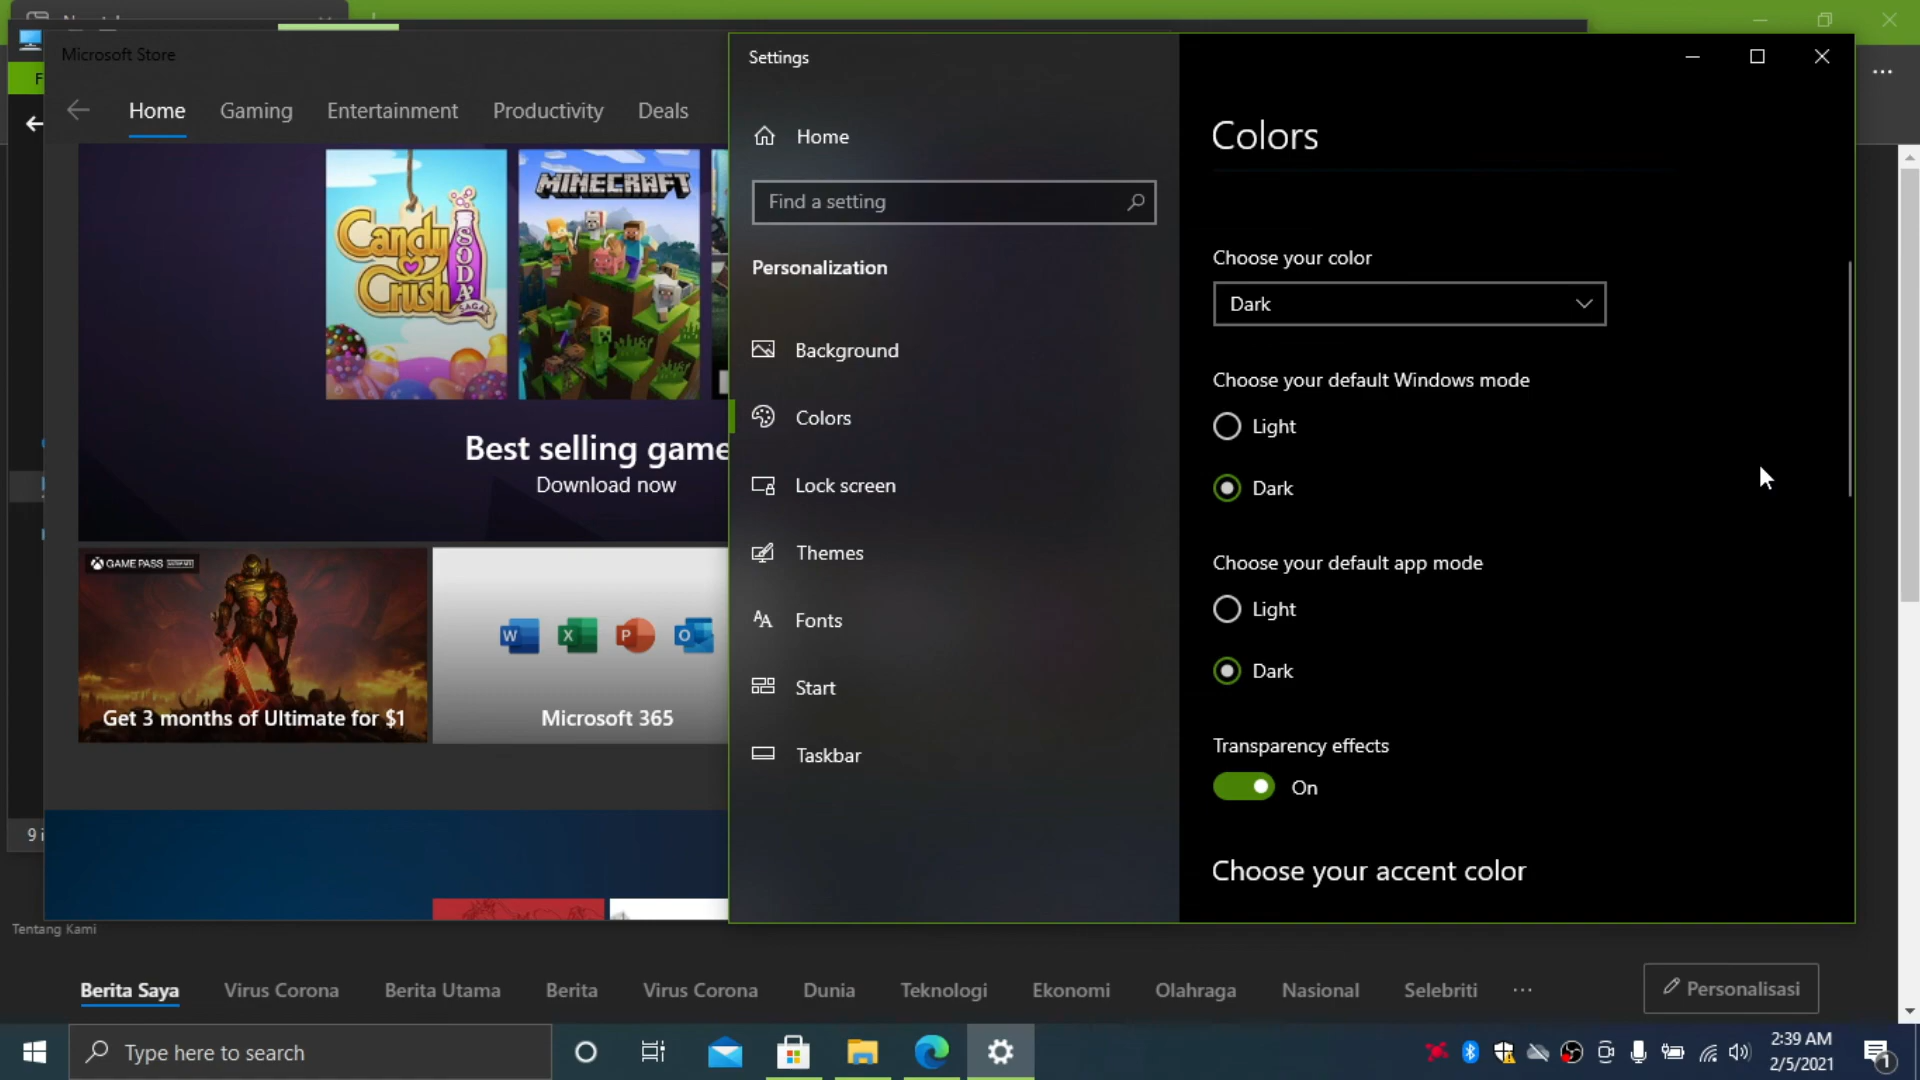 Microsoft Store
Home Gaming Entertainment Productivity Deals
Candy Crush SODA SAGA
MINECRAFT
Best selling game
Download now
GAME PASS ULTIMATE
Get 3 months of Ultimate for $1
Microsoft 365
Settings
Home
Find a setting
Personalization
Background
Colors
Lock screen
Themes
Fonts
Start
Taskbar
Colors
Choose your color
Dark
Choose your default Windows mode
Light
Dark
Choose your default app mode
Light
Dark
Transparency effects
On
Choose your accent color
F
9 i
Tentang Kami
Berita Saya Virus Corona Berita Utama Berita Virus Corona Dunia Teknologi Ekonomi Olahraga Nasional Selebriti ... Personalisasi
Type here to search
2:39 AM
2/5/2021
1